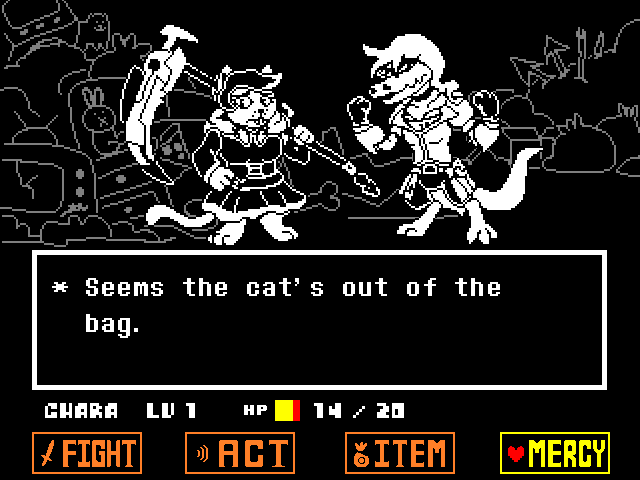 * Seems the cat's out of the
bag.
CHARA LV 1 HP 14 / 20
FIGHT ACT ITEM MERCY